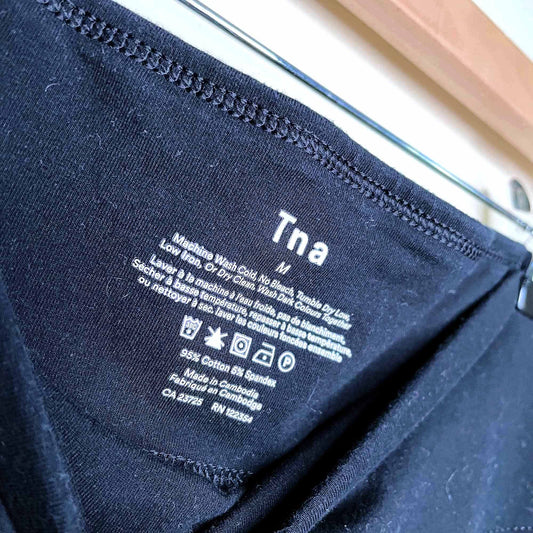 Tna
M
Machine Wash Cold, No Bleach, Tumble Dry Low,
Low Iron, Or Dry Clean, Wash Dark Colours Together
Laver à la machine à l'eau froide, pas de blanchiment,
Sécher à basse température, repasser à basse température,
ou nettoyer à sec, laver les couleurs foncées ensemble
95% Cotton 5% Spandex
Made in Cambodia
Fabriqué en Cambodge
CA 23725 RN 122354